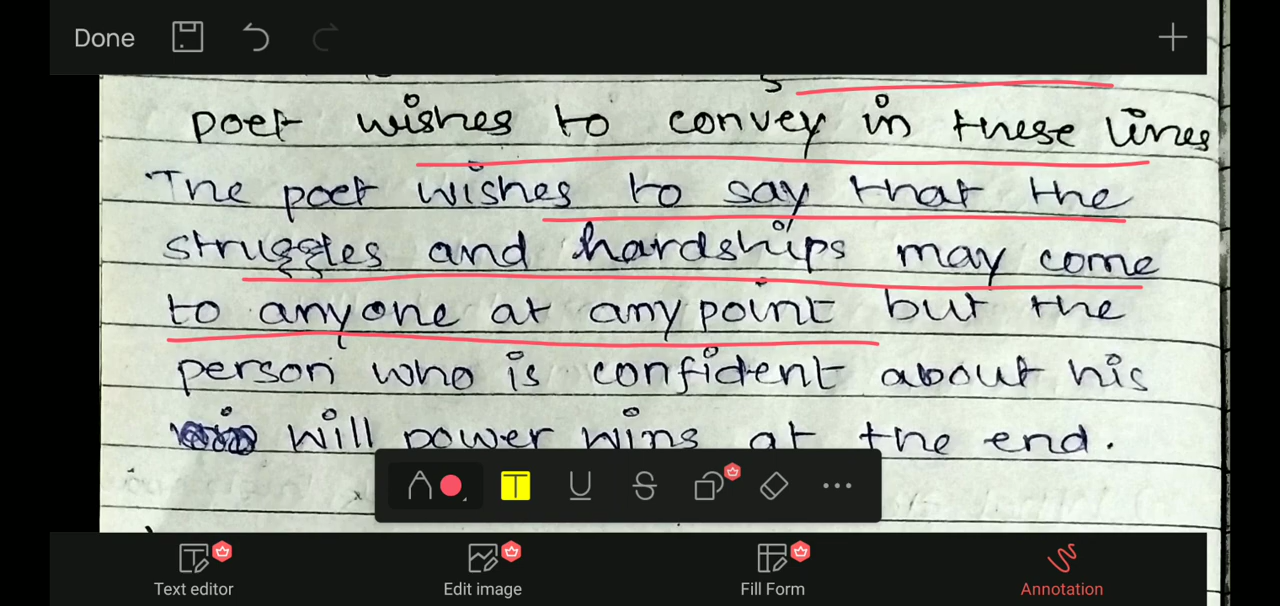 Done
poet wishes to convey in these lines
The poet wishes to say that the
struggles and hardships may come
to anyone at any point but the
person who is confident about his
will power wins at the end.
T U S
Text editor
Edit image
Fill Form
Annotation